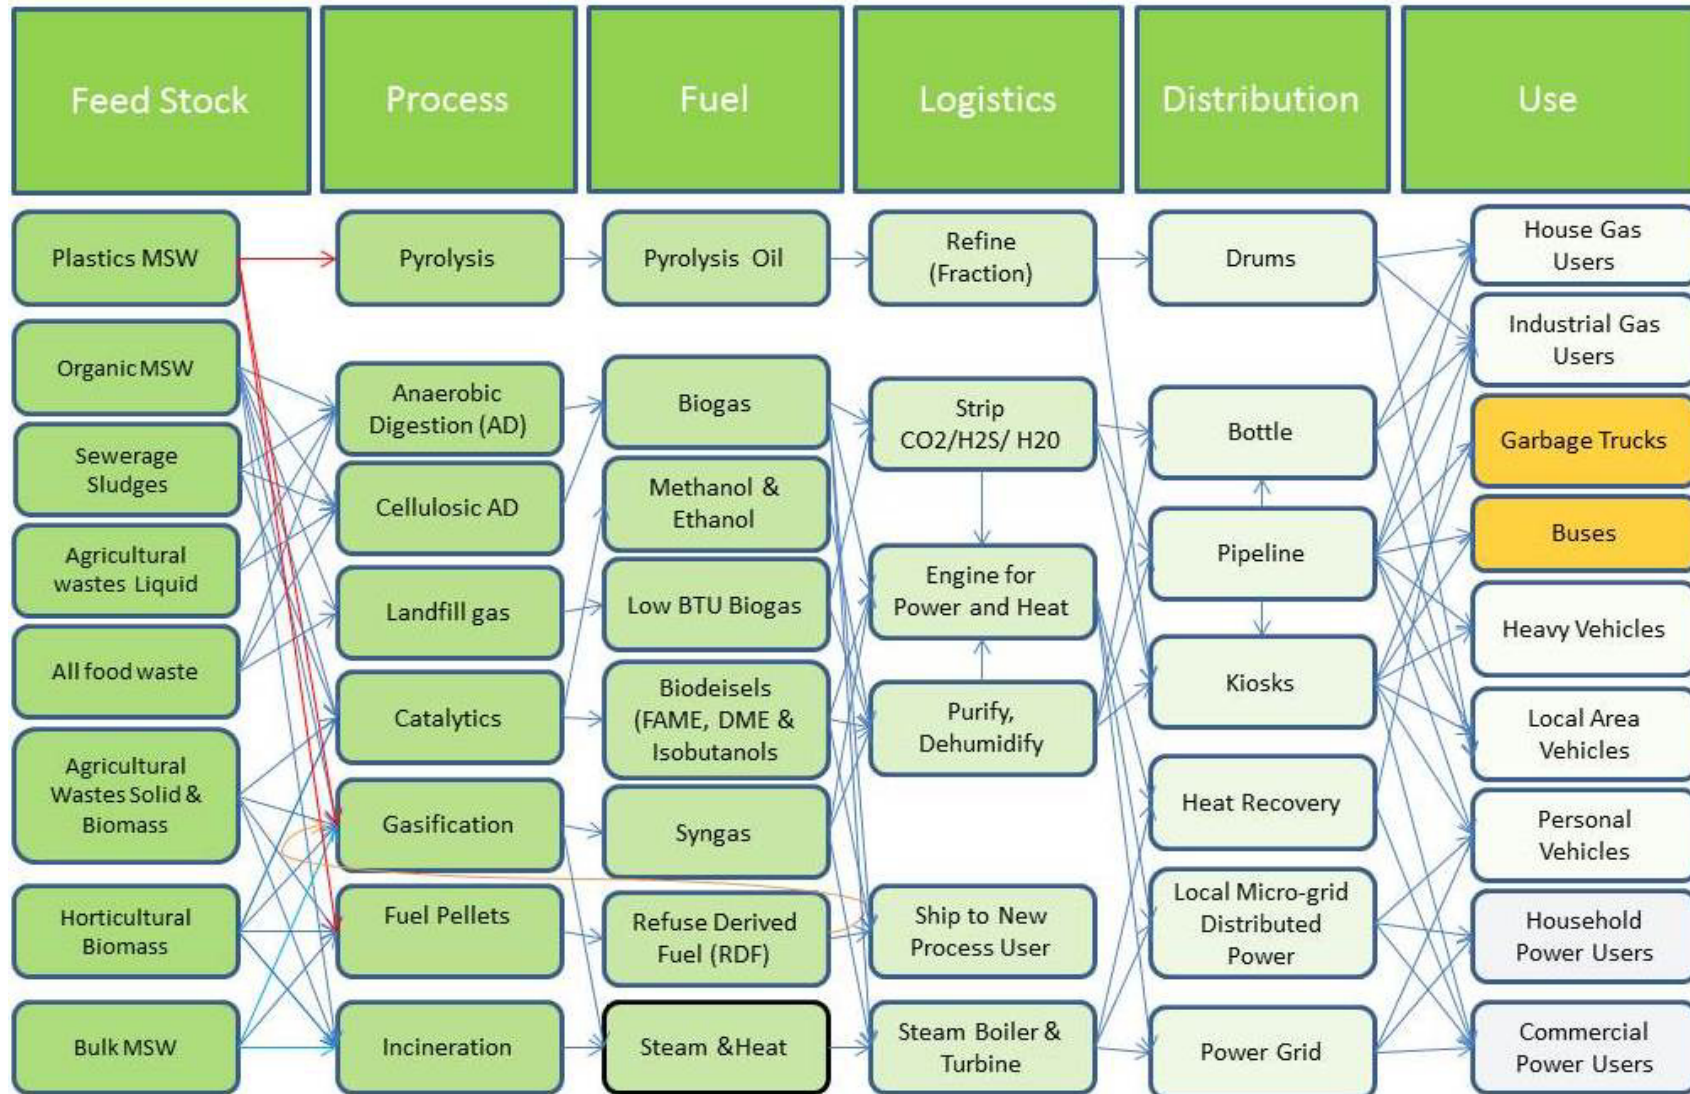 Feed Stock
Process
Fuel
Logistics
Distribution
Use
Plastics MSW
Organic MSW
Sewerage
Sludges
Agricultural
wastes Liquid
All food waste
Agricultural
Wastes Solid &
Biomass
Horticultural
Biomass
Bulk MSW
Pyrolysis
Anaerobic
Digestion (AD)
Cellulosic AD
Landfill gas
Catalytics
Gasification
Fuel Pellets
Incineration
Pyrolysis Oil
Biogas
Methanol &
Ethanol
Low BTU Biogas
Biodeisels
(FAME, DME &
Isobutanols
Syngas
Refuse Derived
Fuel (RDF)
Steam &Heat
Refine
(Fraction)
Strip
CO2/H2S/ H20
Engine for
Power and Heat
Purify,
Dehumidify
Ship to New
Process User
Steam Boiler &
Turbine
Drums
Bottle
Pipeline
Kiosks
Heat Recovery
Local Micro-grid
Distributed
Power
Power Grid
House Gas
Users
Industrial Gas
Users
Garbage Trucks
Buses
Heavy Vehicles
Local Area
Vehicles
Personal
Vehicles
Household
Power Users
Commercial
Power Users